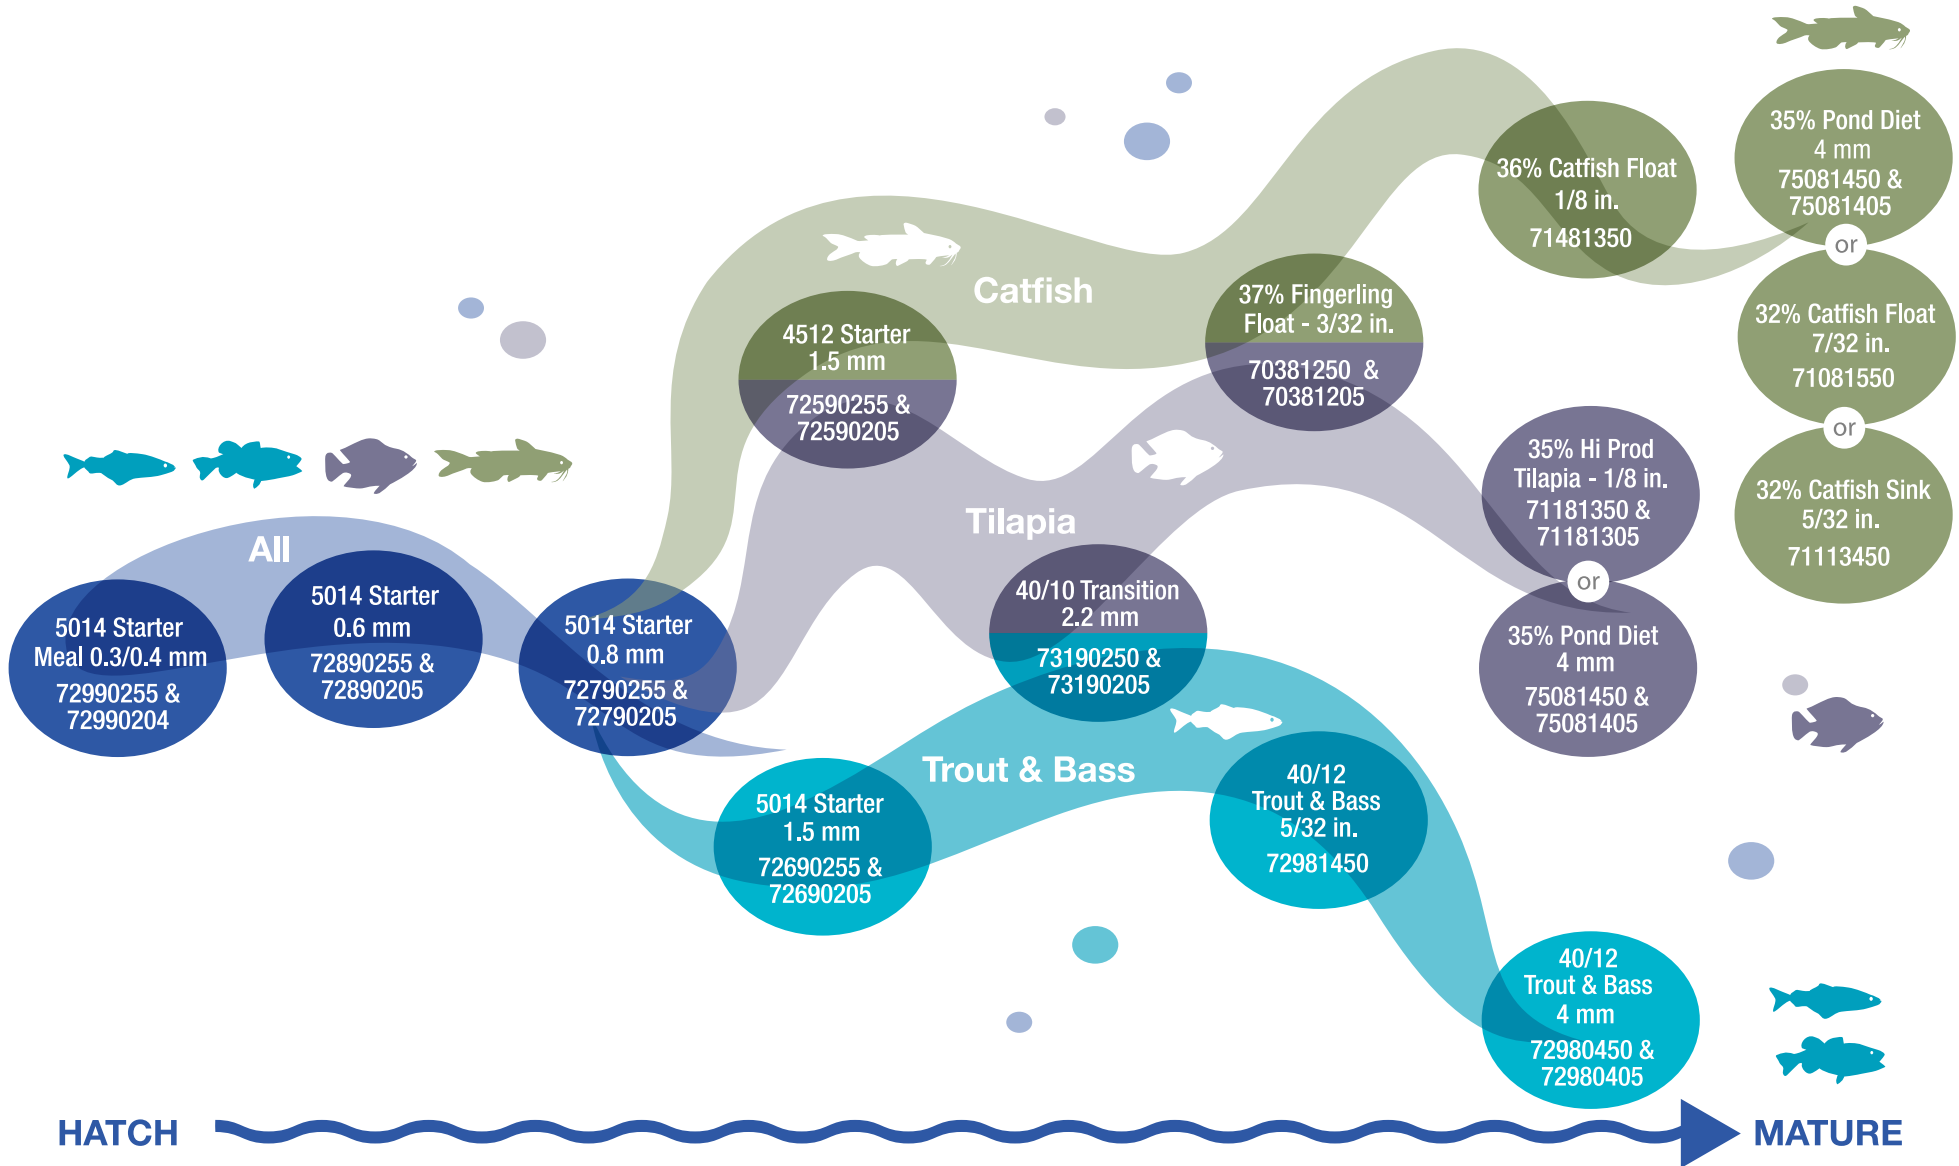 All
5014 Starter
Meal 0.3/0.4 mm
72990255 &
72990204
5014 Starter
0.6 mm
72890255 &
72890205
5014 Starter
0.8 mm
72790255 &
72790205
Catfish
4512 Starter
1.5 mm
72590255 &
72590205
37% Fingerling
Float - 3/32 in.
70381250 &
70381205
36% Catfish Float
1/8 in.
71481350
35% Pond Diet
4 mm
75081450 &
75081405
or
32% Catfish Float
7/32 in.
71081550
or
32% Catfish Sink
5/32 in.
71113450
Tilapia
40/10 Transition
2.2 mm
73190250 &
73190205
35% Hi Prod
Tilapia - 1/8 in.
71181350 &
71181305
or
35% Pond Diet
4 mm
75081450 &
75081405
Trout & Bass
5014 Starter
1.5 mm
72690255 &
72690205
40/12
Trout & Bass
5/32 in.
72981450
40/12
Trout & Bass
4 mm
72980450 &
72980405
HATCH
MATURE